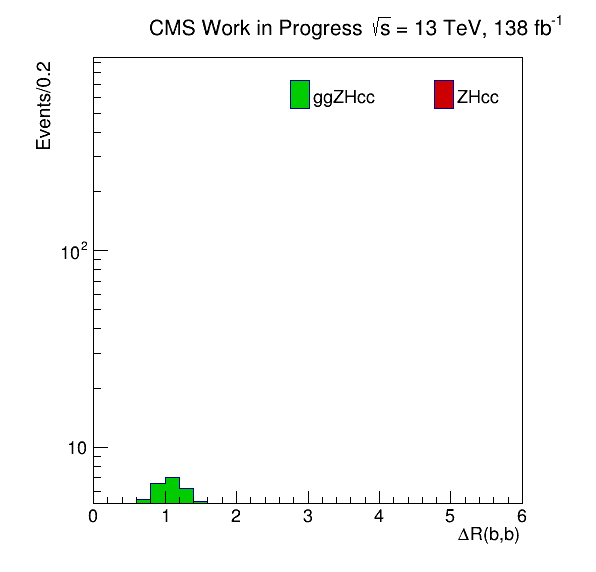 CMS Work in Progress √s = 13 TeV, 138 fb⁻¹
Events/0.2
ggZHcc
ZHcc
10²
10
0 1 2 3 4 5 6
ΔR(b,b)